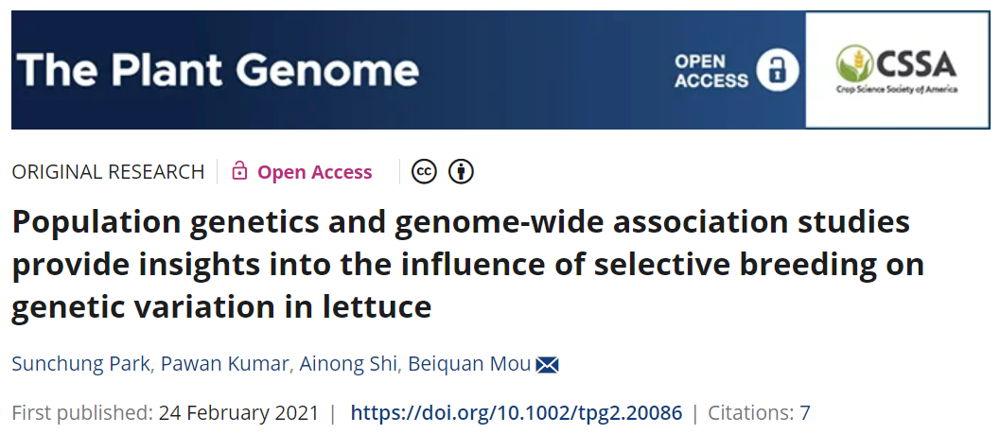 The Plant Genome
OPEN
ACCESS
CSSA
Crop Science Society of America
ORIGINAL RESEARCH
Open Access
cc
Population genetics and genome-wide association studies
provide insights into the influence of selective breeding on
genetic variation in lettuce
Sunchung Park, Pawan Kumar, Ainong Shi, Beiquan Mou
First published: 24 February 2021 | https://doi.org/10.1002/tpg2.20086 | Citations: 7